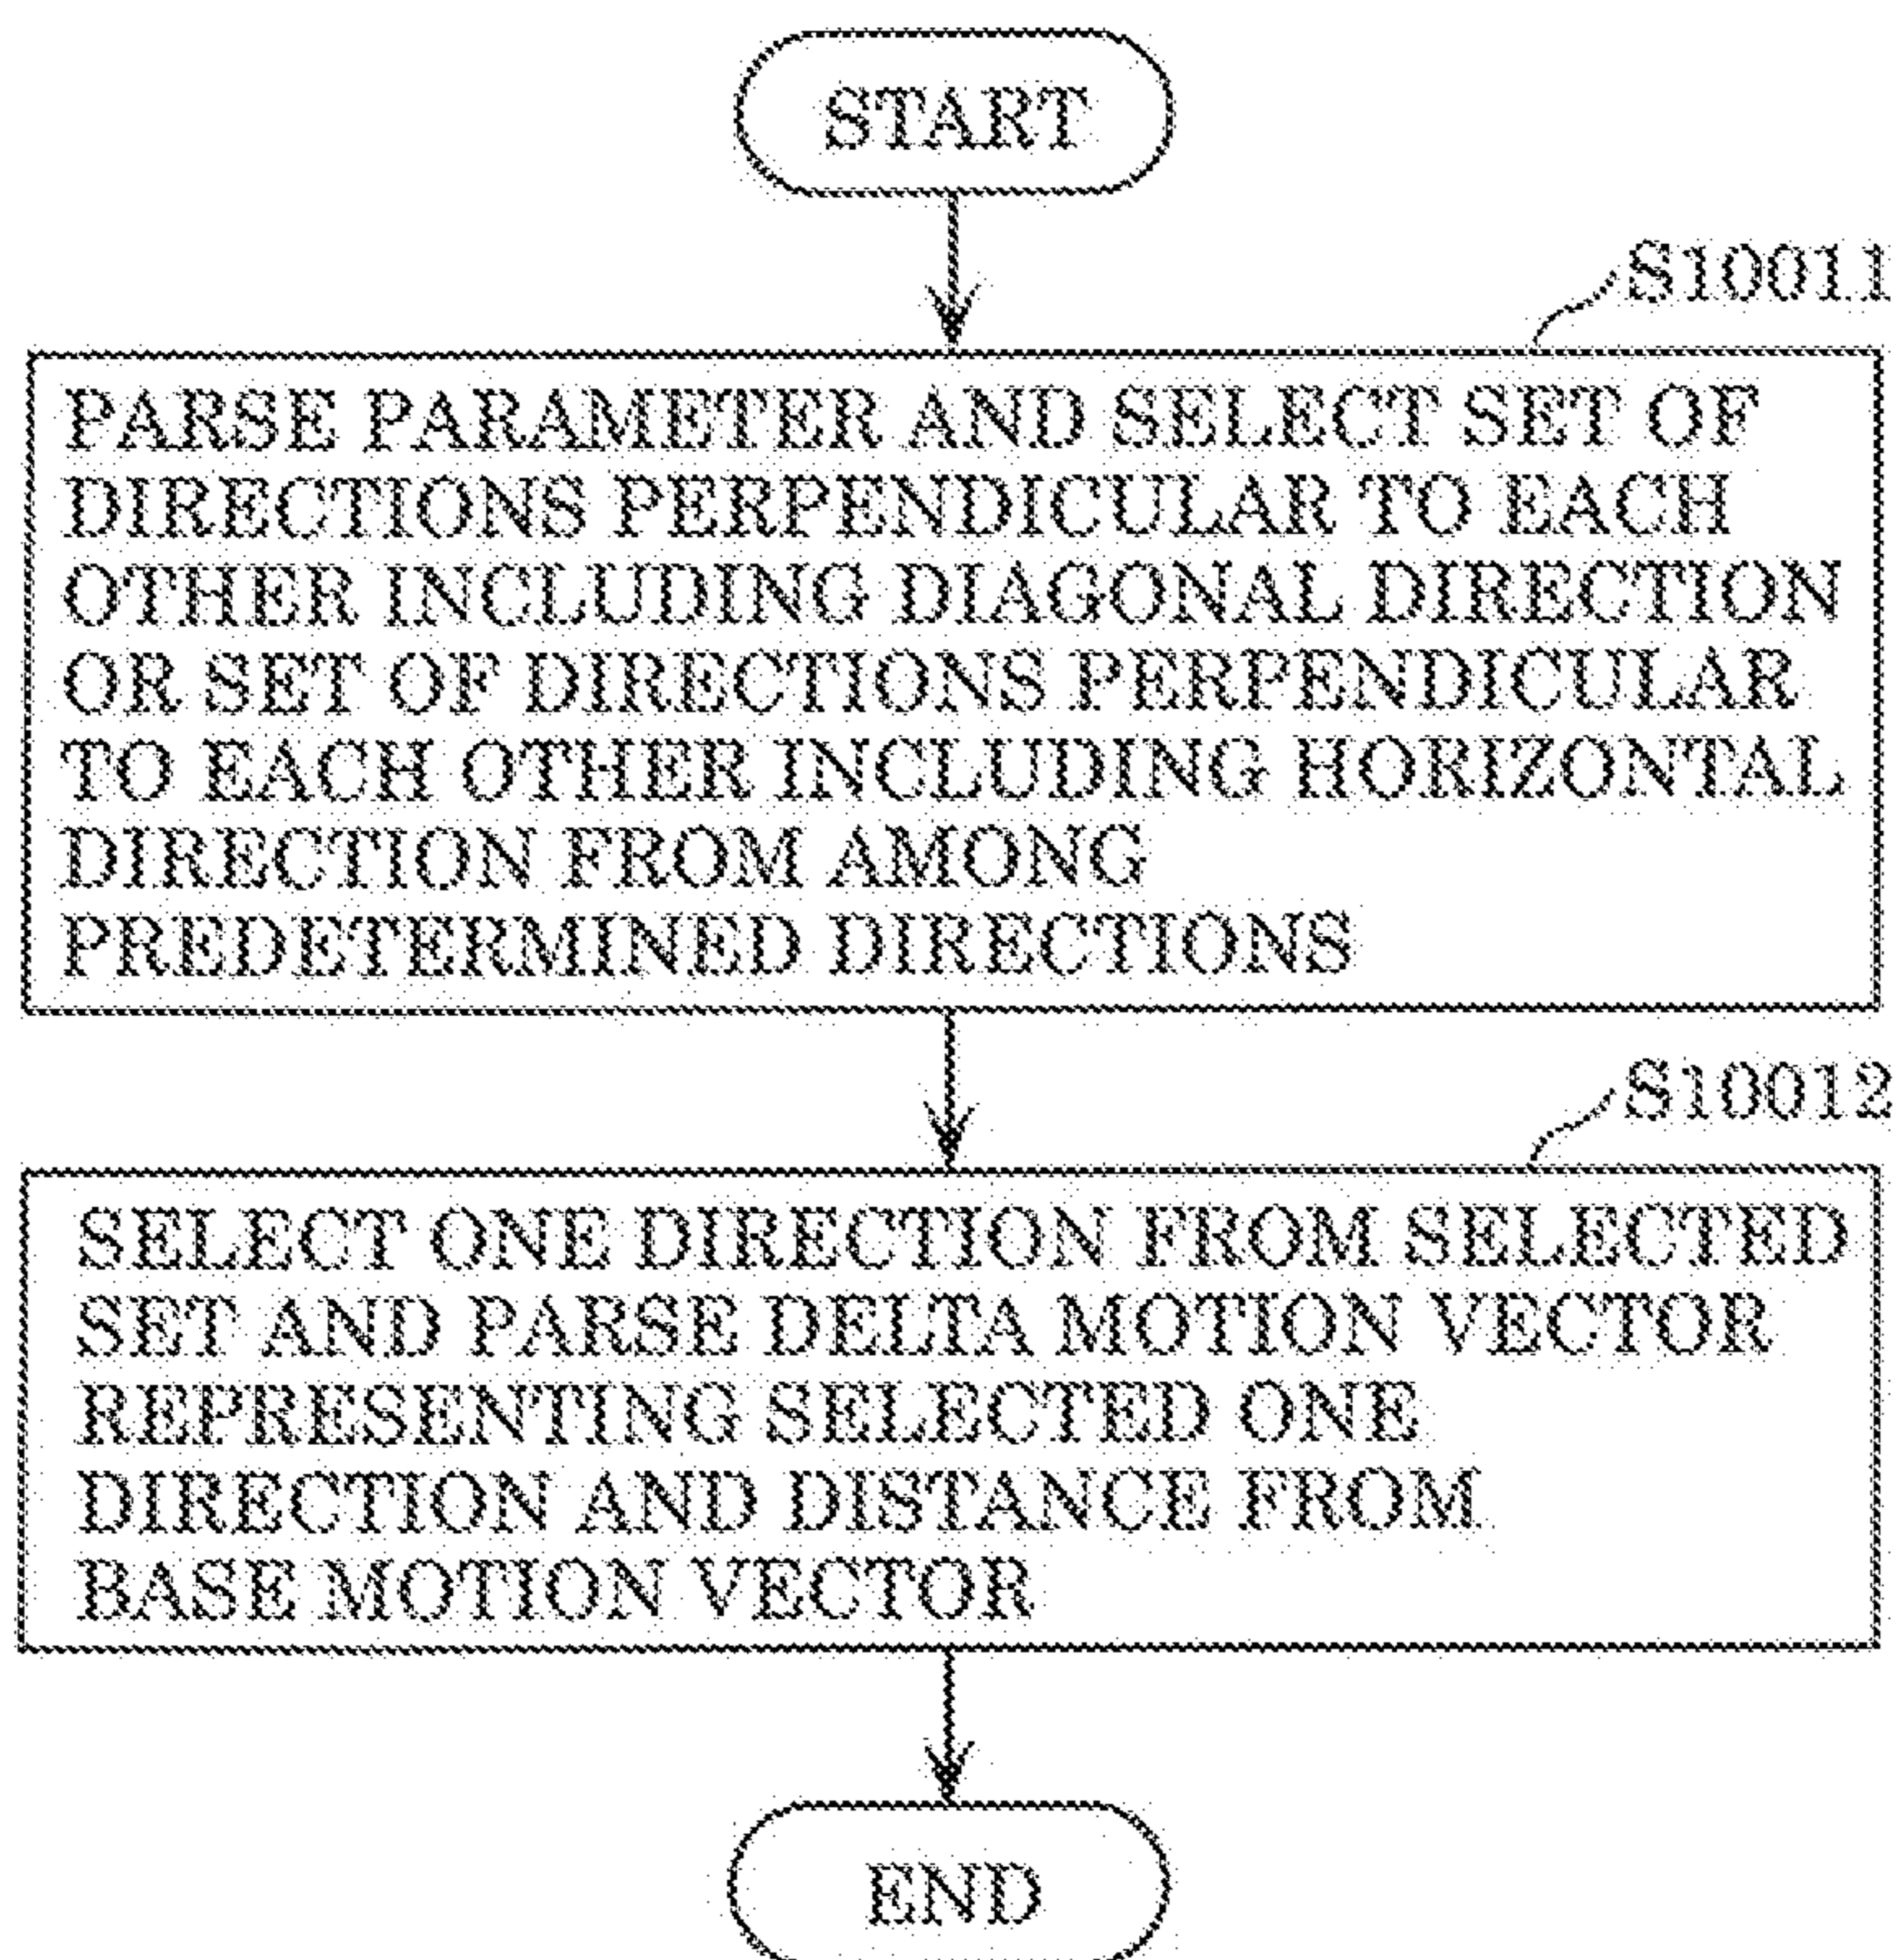 START
S10011
PARSE PARAMETER AND SELECT SET OF
DIRECTIONS PERPENDICULAR TO EACH
OTHER INCLUDING DIAGONAL DIRECTION
OR SET OF DIRECTIONS PERPENDICULAR
TO EACH OTHER INCLUDING HORIZONTAL
DIRECTION FROM AMONG
PREDETERMINED DIRECTIONS
S10012
SELECT ONE DIRECTION FROM SELECTED
SET AND PARSE DELTA MOTION VECTOR
REPRESENTING SELECTED ONE
DIRECTION AND DISTANCE FROM
BASE MOTION VECTOR
END